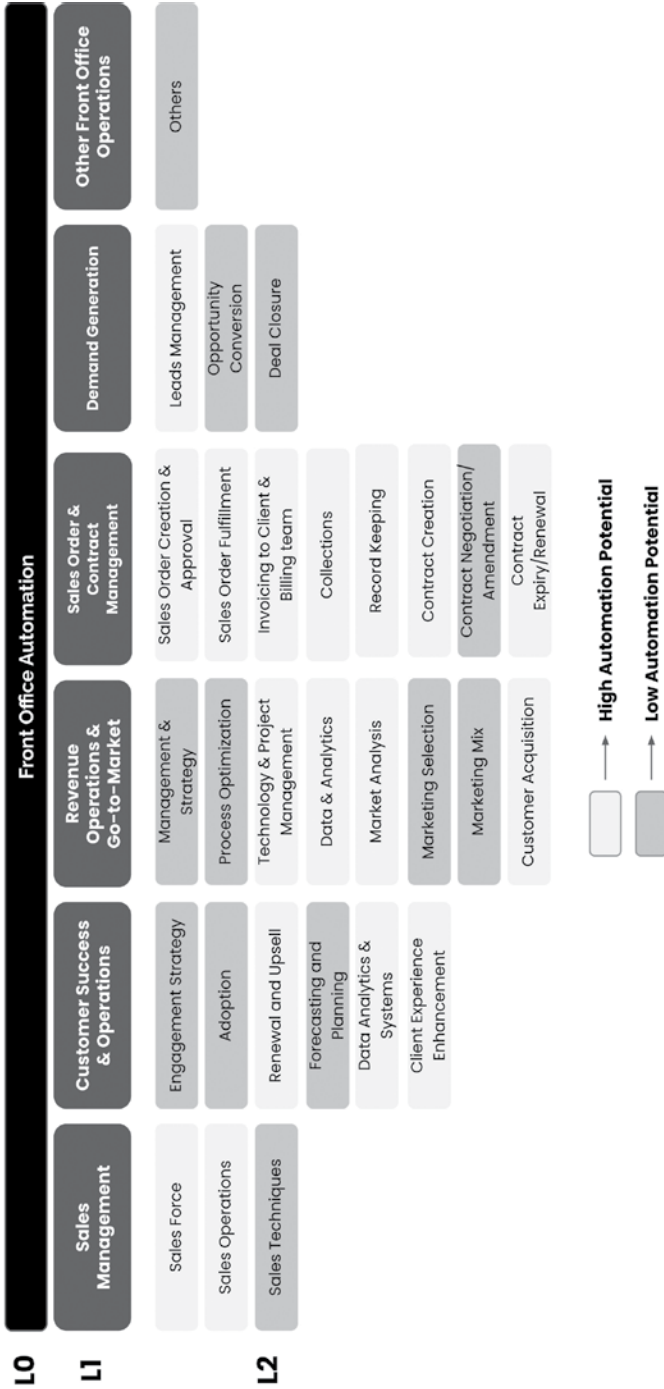 L0
Front Office Automation
L1
Sales
Management
Customer Success
& Operations
Revenue
Operations &
Go-to-Market
Sales Order &
Contract
Management
Demand Generation
Other Front Office
Operations
L2
Sales Force
Sales Operations
Sales Techniques
Engagement Strategy
Adoption
Renewal and Upsell
Forecasting and
Planning
Data Analytics &
Systems
Client Experience
Enhancement
Management &
Strategy
Process Optimization
Technology & Project
Management
Data & Analytics
Market Analysis
Marketing Selection
Marketing Mix
Customer Acquisition
Sales Order Creation &
Approval
Sales Order Fulfillment
Invoicing to Client &
Billing team
Collections
Record Keeping
Contract Creation
Contract Negotiation/
Amendment
Contract
Expiry/Renewal
Leads Management
Opportunity
Conversion
Deal Closure
Others
High Automation Potential
Low Automation Potential